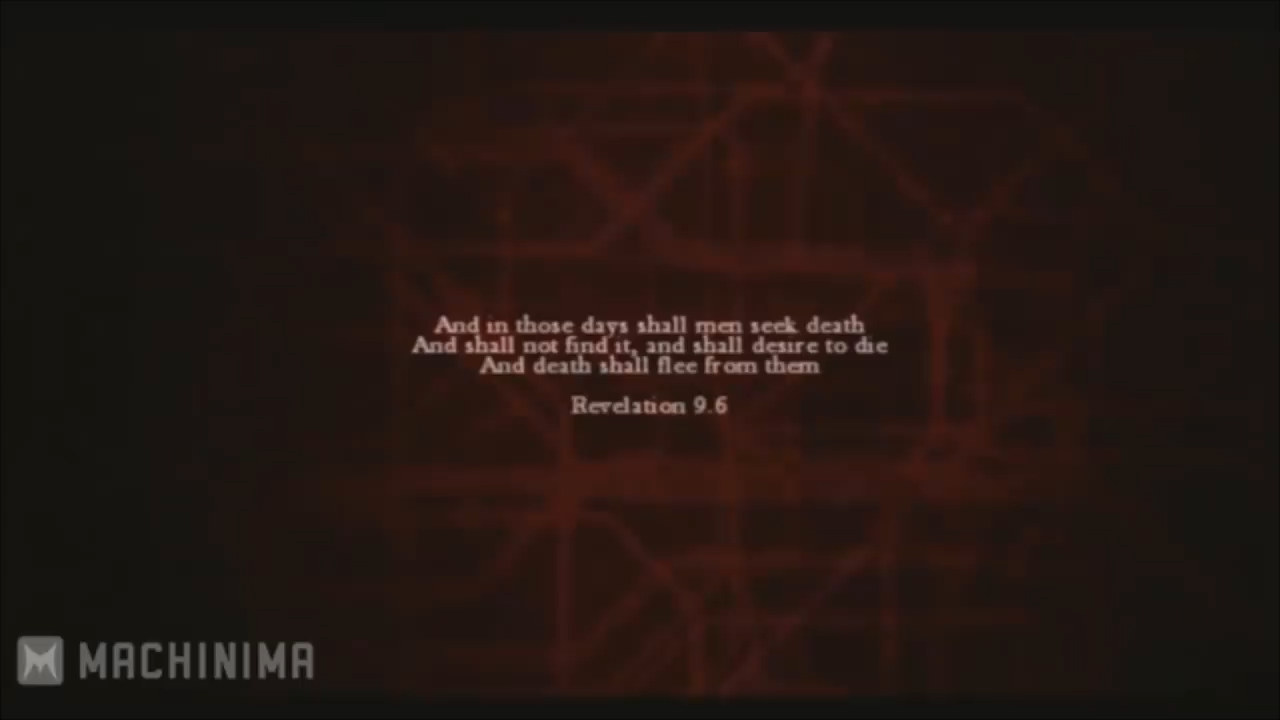 And in those days shall men seek death
And shall not find it, and shall desire to die
And death shall flee from them
Revelation 9.6
MACHINIMA